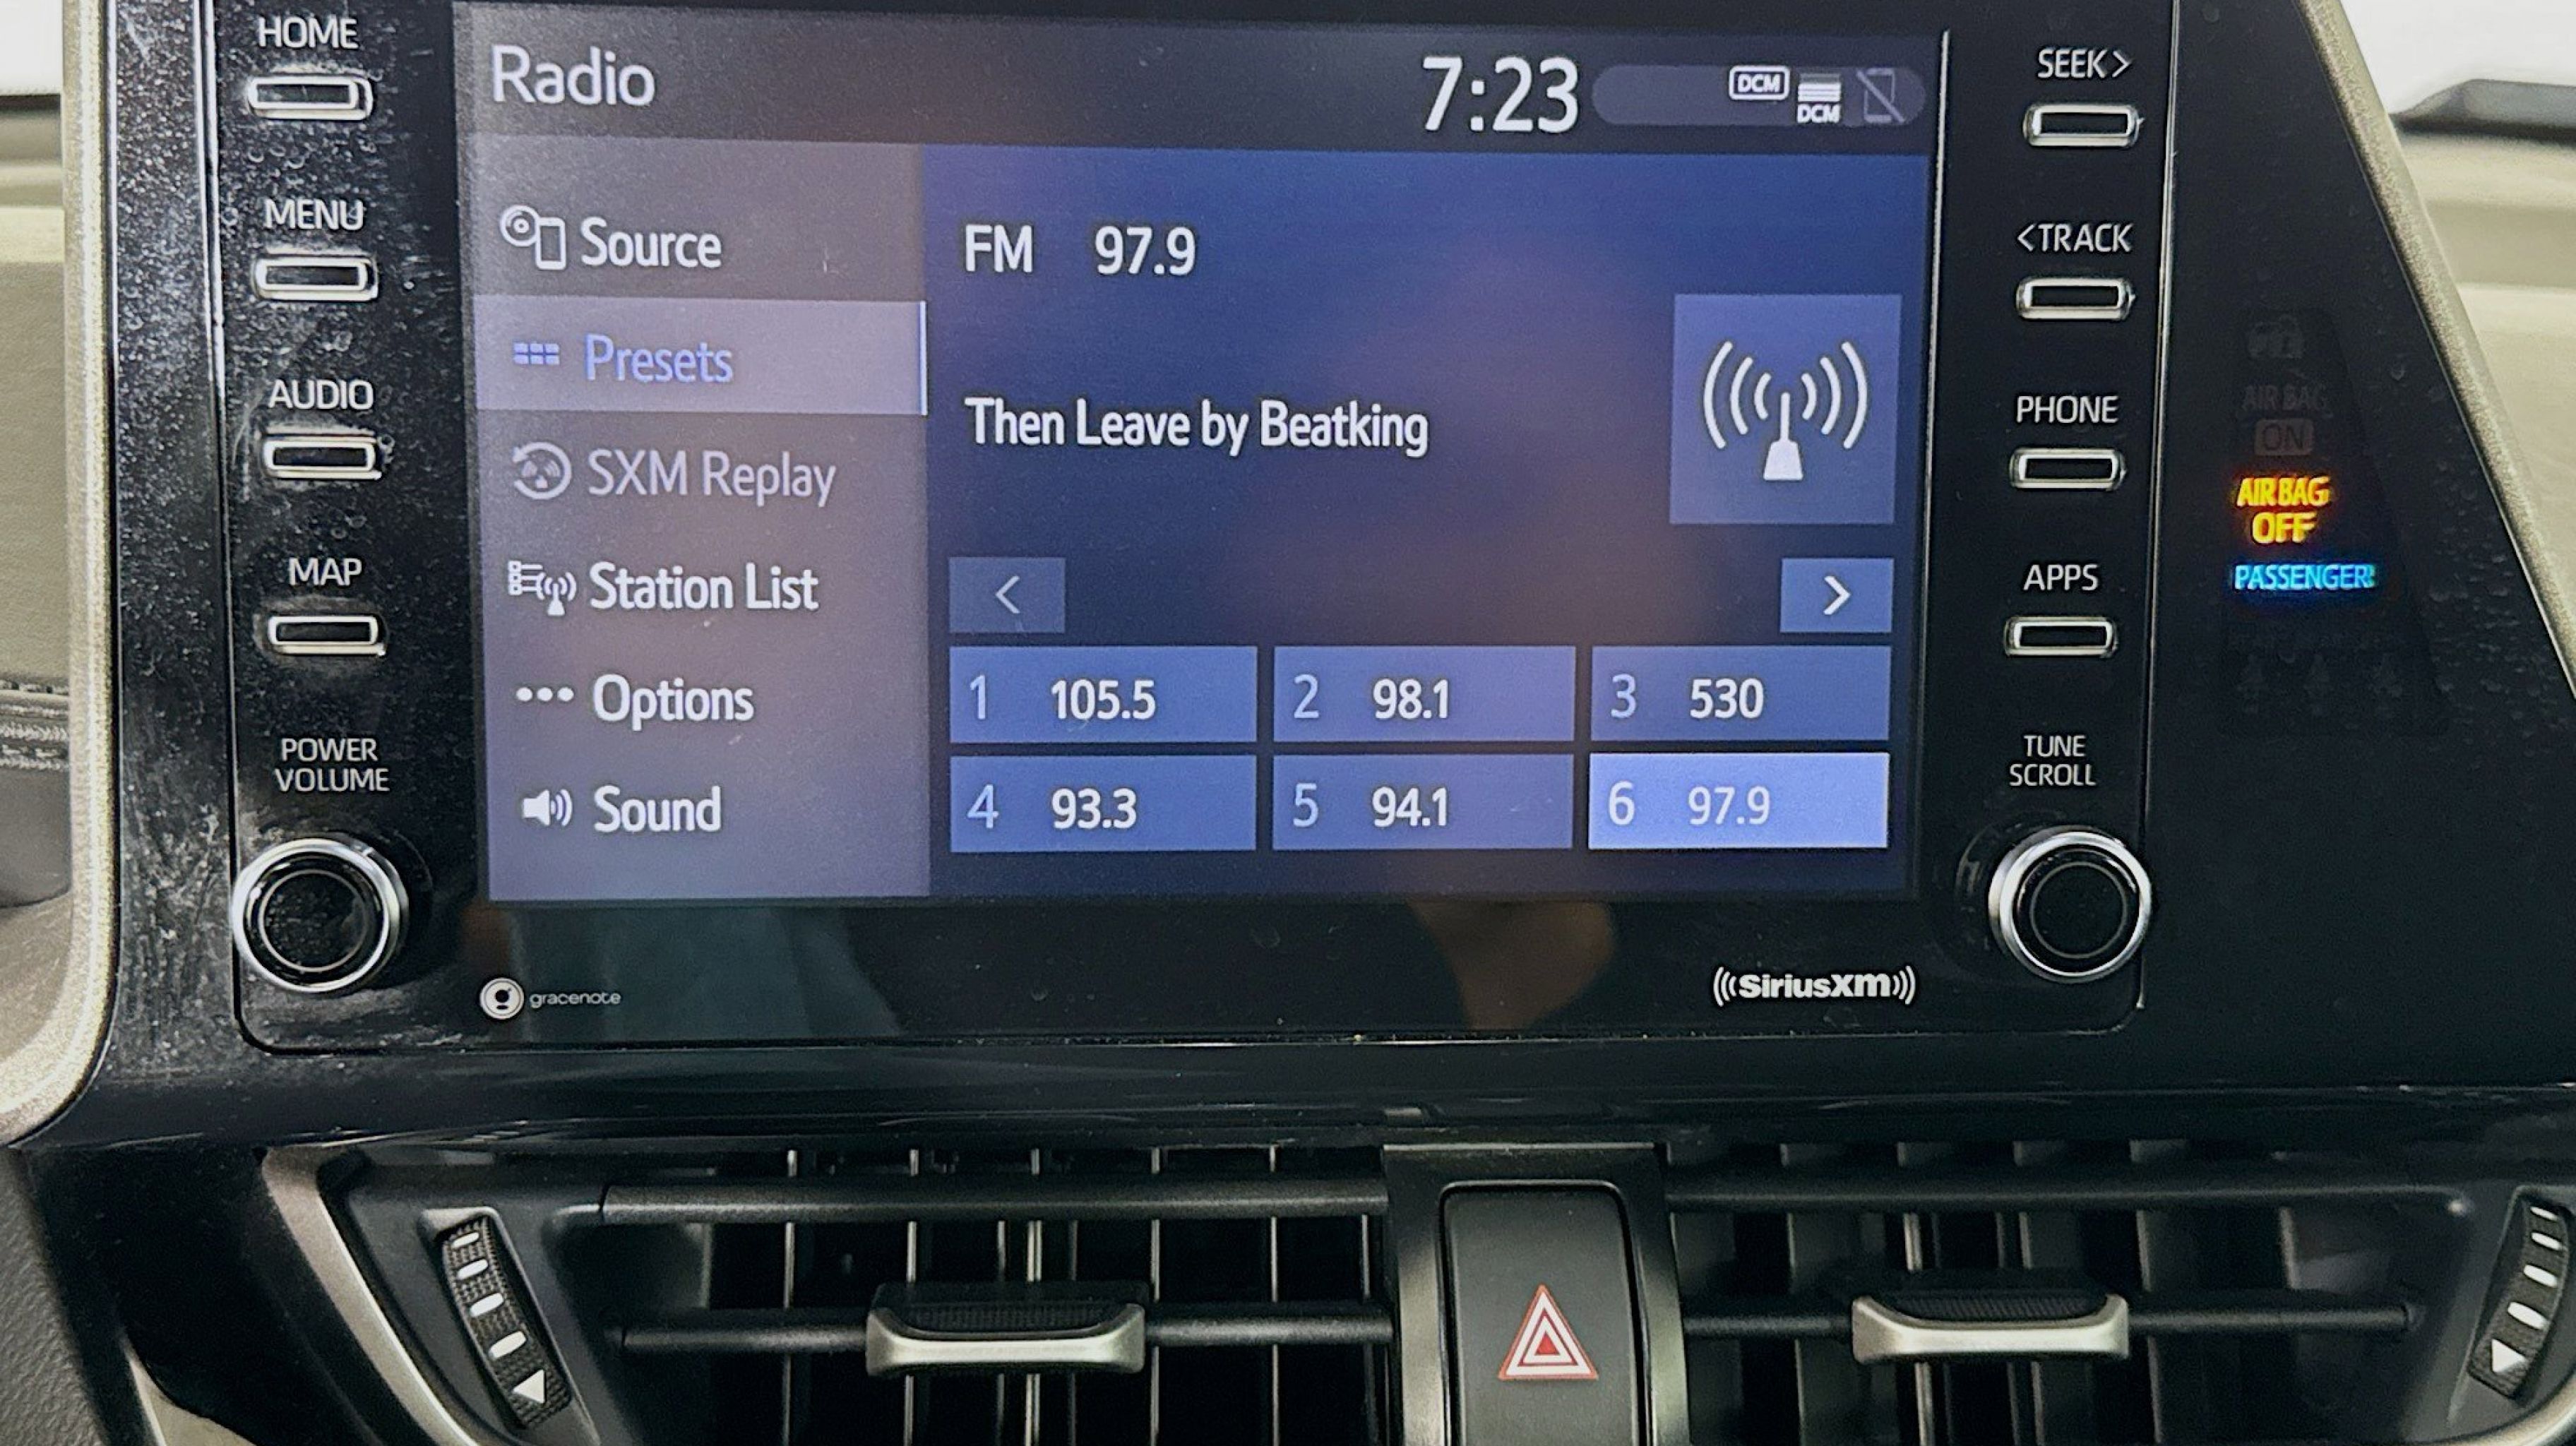 HOME
MENU
AUDIO
MAP
POWER
VOLUME
Radio
7:23
DCM
DCM
Source
Presets
SXM Replay
Station List
Options
Sound
FM 97.9
Then Leave by Beatking
<
>
1 105.5
2 98.1
3 530
4 93.3
5 94.1
6 97.9
gracenote
((SiriusXM))
SEEK>
<TRACK
PHONE
APPS
TUNE
SCROLL
AIR BAG
ON
AIR BAG
OFF
PASSENGER